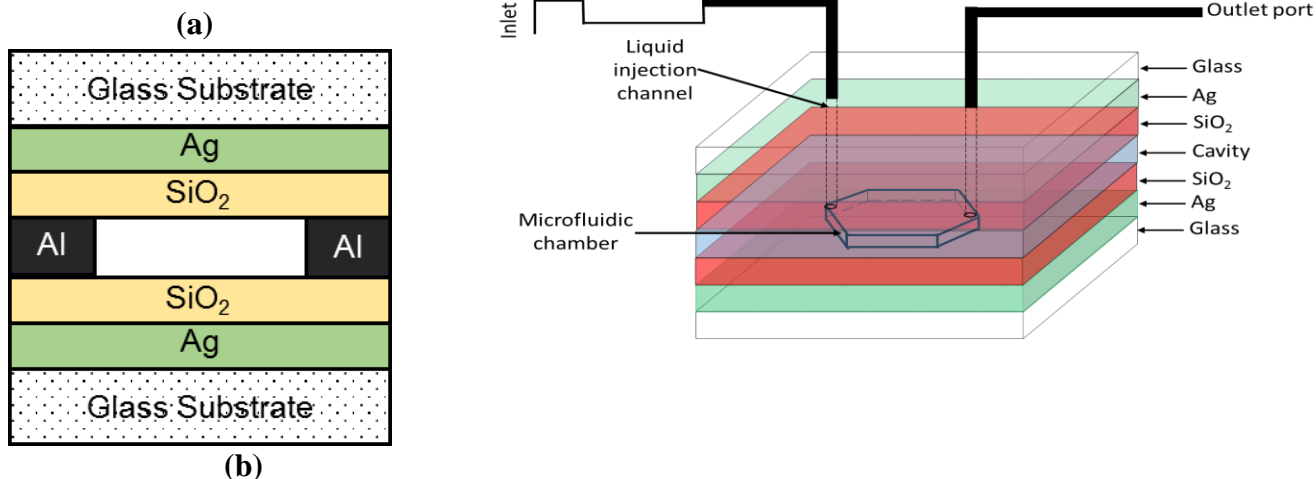 (a)
Glass Substrate
Ag
SiO₂
Al
Al
SiO₂
Ag
Glass Substrate
(b)
Inlet
Outlet port
Liquid
injection
channel
Glass
Ag
SiO₂
Cavity
SiO₂
Ag
Glass
Microfluidic
chamber